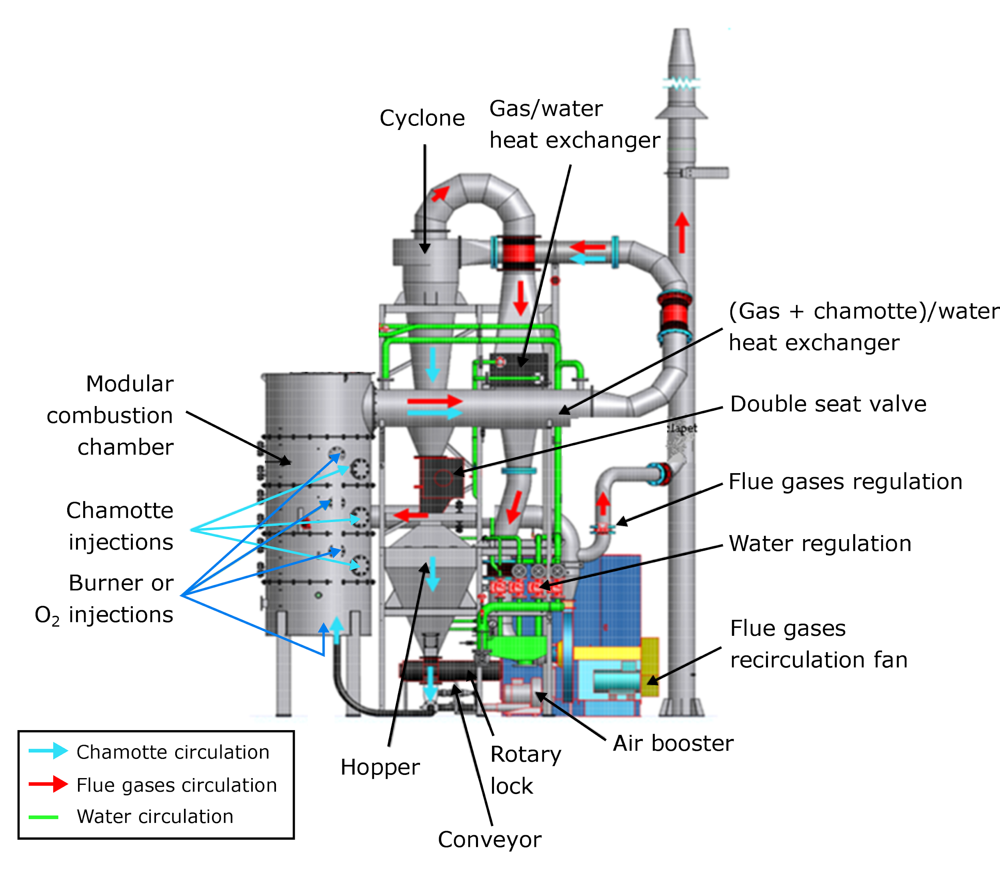 Cyclone
Gas/water
heat exchanger
(Gas + chamotte)/water
heat exchanger
Modular
combustion
chamber
Double seat valve
clapet
Flue gases regulation
Chamotte
injections
Water regulation
Burner or
O₂ injections
Flue gases
recirculation fan
Air booster
Rotary
lock
Hopper
Conveyor
Chamotte circulation
Flue gases circulation
Water circulation